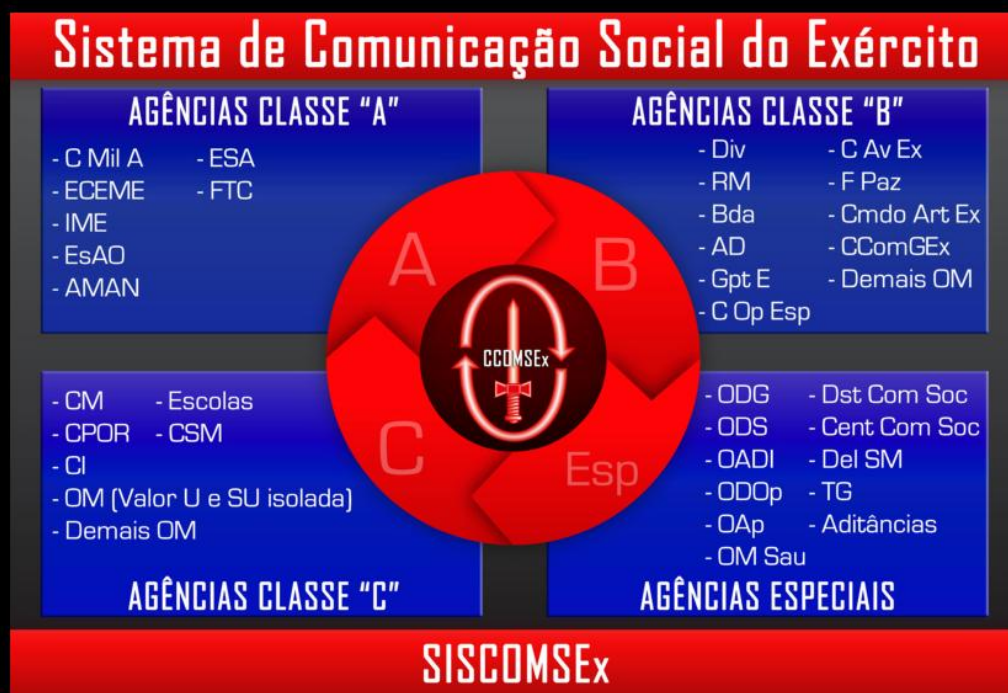 Sistema de Comunicação Social do Exército
AGÊNCIAS CLASSE "A"
- C Mil A - ESA
- ECEME - FTC
- IME
- EsAO
- AMAN
AGÊNCIAS CLASSE "B"
- Div - C Av Ex
- RM - F Paz
- Bda - Cmdo Art Ex
- AD - CComGEx
- Gpt E - Demais OM
- C Op Esp
A
B
CCOMSEx
C
Esp
- CM - Escolas
- CPOR - CSM
- CI
- OM (Valor U e SU isolada)
- Demais OM
AGÊNCIAS CLASSE "C"
- ODG - Dst Com Soc
- ODS - Cent Com Soc
- OADI - Del SM
- ODOp - TG
- OAp - Aditâncias
- OM Sau
AGÊNCIAS ESPECIAIS
SISCOMSEx